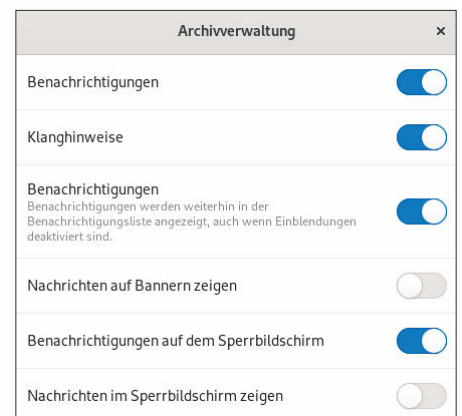 Archivverwaltung ×
Benachrichtigungen
Klanghinweise
Benachrichtigungen
Benachrichtigungen werden weiterhin in der
Benachrichtigungsliste angezeigt, auch wenn Einblendungen
deaktiviert sind.
Nachrichten auf Bannern zeigen
Benachrichtigungen auf dem Sperrbildschirm
Nachrichten im Sperrbildschirm zeigen